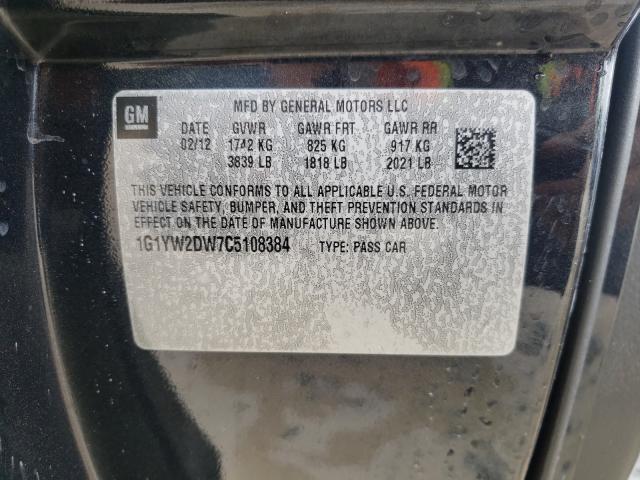 GM
MFD BY GENERAL MOTORS LLC
DATE GVWR GAWR FRT GAWR RR
02/12 1742 KG 825 KG 917 KG
3839 LB 1818 LB 2021 LB
THIS VEHICLE CONFORMS TO ALL APPLICABLE U.S. FEDERAL MOTOR
VEHICLE SAFETY, BUMPER, AND THEFT PREVENTION STANDARDS IN
EFFECT ON THE DATE OF MANUFACTURE SHOWN ABOVE.
1G1YW2DW7C5108384 TYPE: PASS CAR